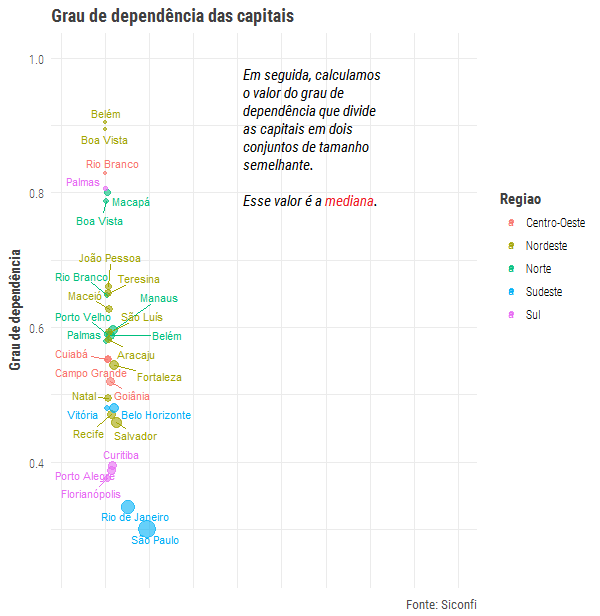 Grau de dependência das capitais
1.0
Em seguida, calculamos
o valor do grau de
dependência que divide
as capitais em dois
conjuntos de tamanho
semelhante.
Esse valor é a mediana.
Belém
Boa Vista
Rio Branco
Palmas
0.8
Macapá
Boa Vista
Regiao
Centro-Oeste
Nordeste
Norte
Sudeste
Sul
Grau de dependência
João Pessoa
Rio Branco
Teresina
Maceió
Manaus
Porto Velho
São Luís
0.6
Palmas
Belém
Cuiabá
Aracaju
Campo Grande
Fortaleza
Natal
Goiânia
Vitória
Belo Horizonte
Recife
Salvador
Curitiba
0.4
Porto Alegre
Florianópolis
Rio de Janeiro
São Paulo
Fonte: Siconfi